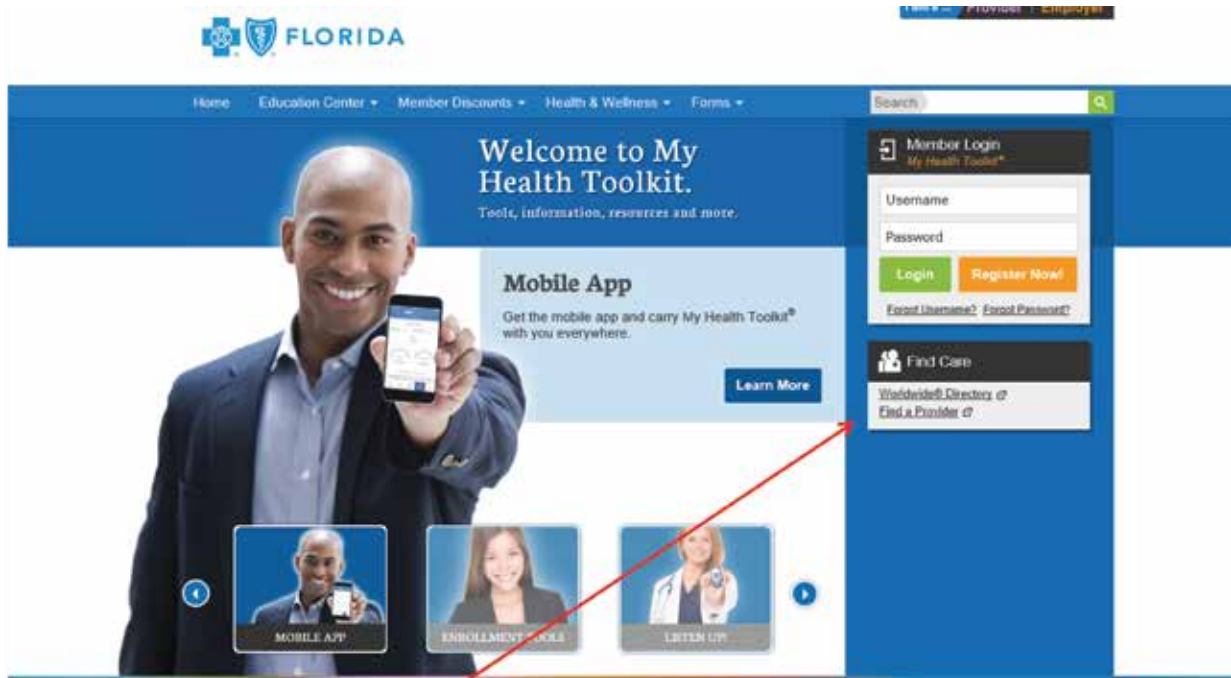 I am a ... Provider Employer
FLORIDA
Home Education Center Member Discounts Health & Wellness Forms Search
Welcome to My
Health Toolkit.
Tools, information, resources and more.
Member Login
My Health Toolkit®
Username
Password
Login Register Now!
Forgot Username? Forgot Password?
Mobile App
Get the mobile app and carry My Health Toolkit®
with you everywhere.
Learn More
Find Care
Worldwide® Directory
Find a Provider
MOBILE APP ENROLLMENT TOOLS LISTEN UP!